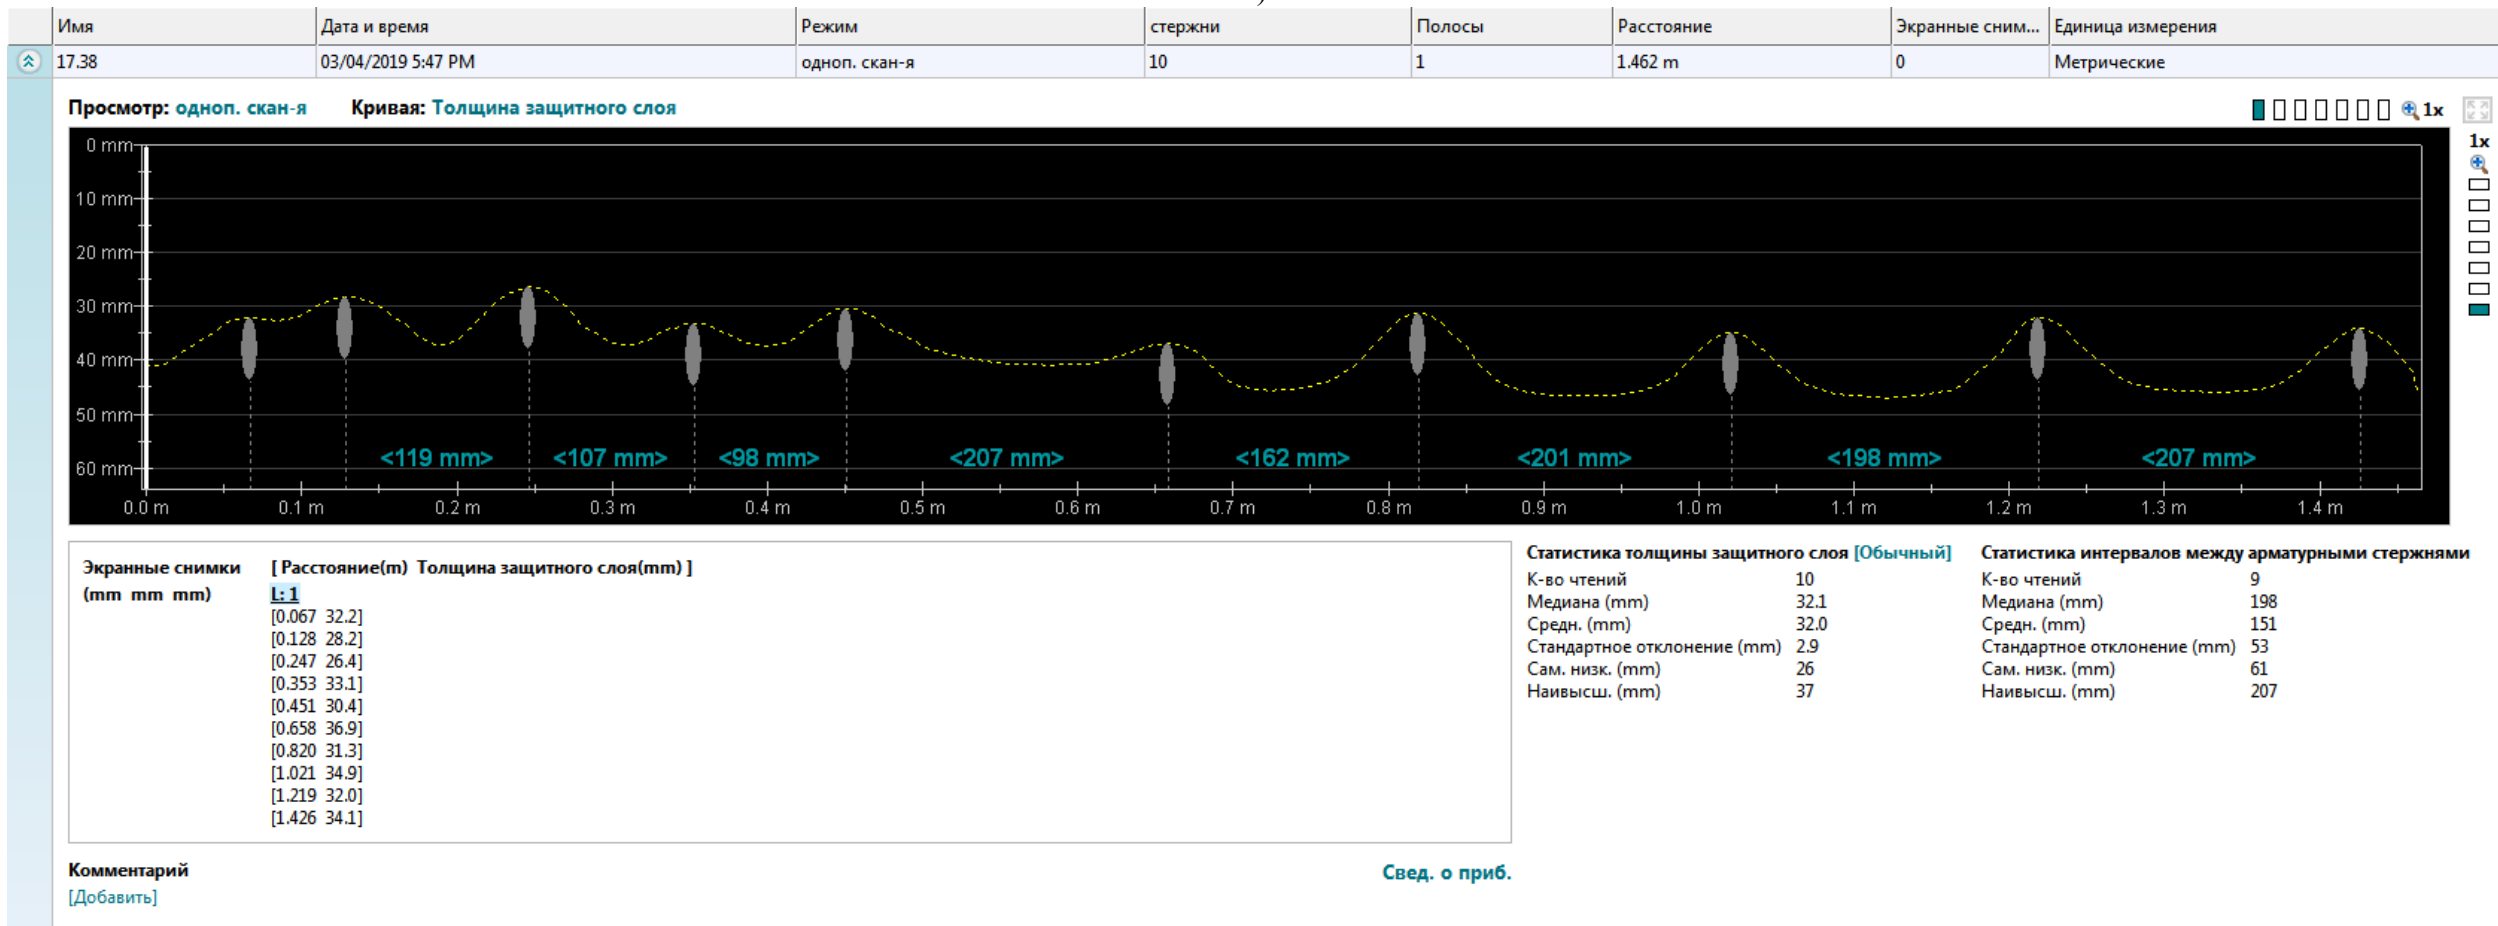 Имя Дата и время Режим стержни Полосы Расстояние Экранные сним... Единица измерения
17.38 03/04/2019 5:47 PM одноп. скан-я 10 1 1.462 m 0 Метрические
Просмотр: одноп. скан-я Кривая: Толщина защитного слоя 1x
1x
0 mm
10 mm
20 mm
30 mm
40 mm
50 mm
60 mm
<119 mm> <107 mm> <98 mm> <207 mm> <162 mm> <201 mm> <198 mm> <207 mm>
0.0 m 0.1 m 0.2 m 0.3 m 0.4 m 0.5 m 0.6 m 0.7 m 0.8 m 0.9 m 1.0 m 1.1 m 1.2 m 1.3 m 1.4 m
Экранные снимки
(mm mm mm)
[ Расстояние(m) Толщина защитного слоя(mm) ]
L: 1
[0.067 32.2]
[0.128 28.2]
[0.247 26.4]
[0.353 33.1]
[0.451 30.4]
[0.658 36.9]
[0.820 31.3]
[1.021 34.9]
[1.219 32.0]
[1.426 34.1]
Статистика толщины защитного слоя [Обычный]
К-во чтений 10
Медиана (mm) 32.1
Средн. (mm) 32.0
Стандартное отклонение (mm) 2.9
Сам. низк. (mm) 26
Наивысш. (mm) 37
Статистика интервалов между арматурными стержнями
К-во чтений 9
Медиана (mm) 198
Средн. (mm) 151
Стандартное отклонение (mm) 53
Сам. низк. (mm) 61
Наивысш. (mm) 207
Комментарий
[Добавить]
Свед. о приб.